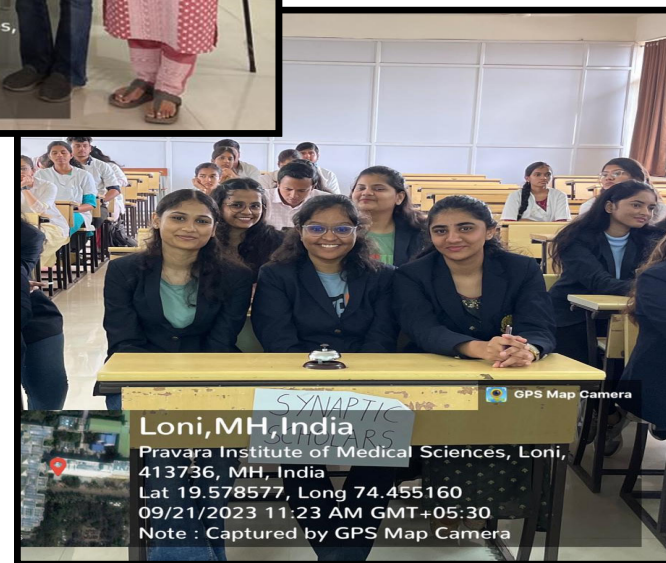 s,
GPS Map Camera
SYNAPTIC
SCHOLARS
Loni,MH,India
Pravara Institute of Medical Sciences, Loni,
413736, MH, India
Lat 19.578577, Long 74.455160
09/21/2023 11:23 AM GMT+05:30
Note : Captured by GPS Map Camera